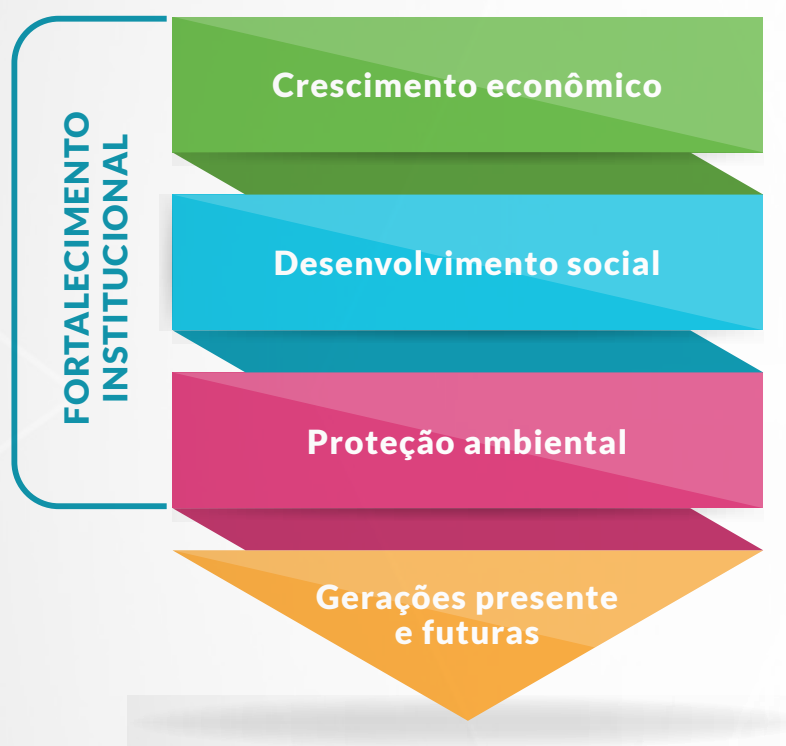 FORTALECIMENTO
INSTITUCIONAL
Crescimento econômico
Desenvolvimento social
Proteção ambiental
Gerações presente
e futuras